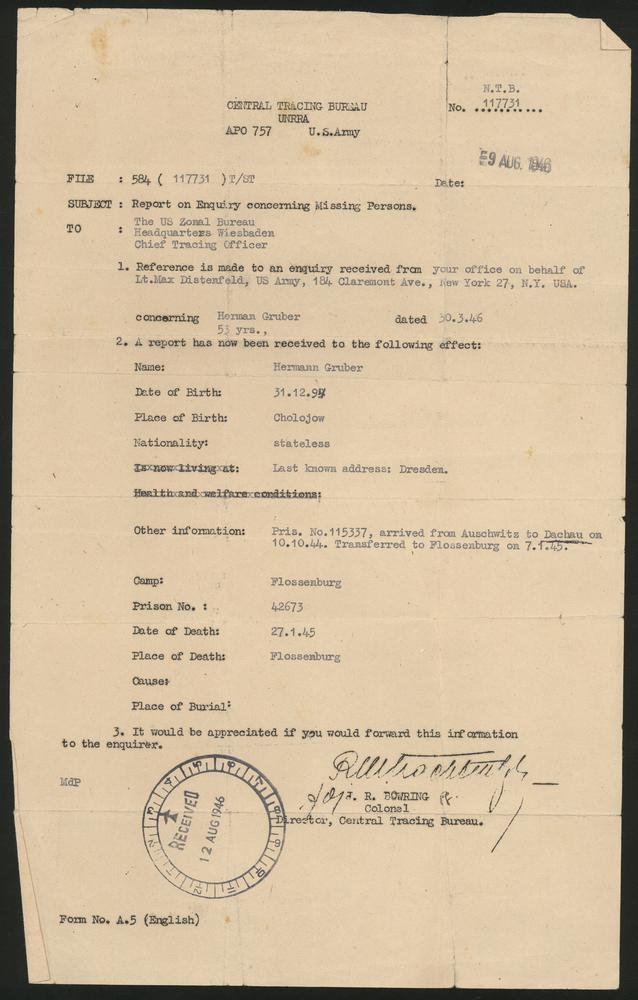 N.T.B.
No. 117731
CENTRAL TRACING BUREAU
UNRRA
APO 757 U.S.Army
9 AUG. 1946
FILE : 584 ( 117731 )T/ST
Date:
SUBJECT : Report on Enquiry concerning Missing Persons.
TO : The US Zonal Bureau
Headquarters Wiesbaden
Chief Tracing Officer
1. Reference is made to an enquiry received from your office on behalf of
Lt.Max Distenfeld, US Army, 184 Claremont Ave., New York 27, N.Y. USA.
concerning Herman Gruber dated 30.3.46
53 yrs.,
2. A report has now been received to the following effect:
Name: Hermann Gruber
Date of Birth: 31.12.9
Place of Birth: Cholojow
Nationality: stateless
Is now living at: Last known address: Dresden.
Health and welfare conditions:
Other information: Pris. No.115337, arrived from Auschwitz to Dachau on
10.10.44. Transferred to Flossenburg on 7.1.45.
Camp: Flossenburg
Prison No. : 42673
Date of Death: 27.1.45
Place of Death: Flossenburg
Cause:
Place of Burial:
3. It would be appreciated if you would forward this information
to the enquirer.
MdP
J. R. BOWRING
Colonel
Director, Central Tracing Bureau.
RECEIVED
12 AUG 1946
Form No. A.5 (English)